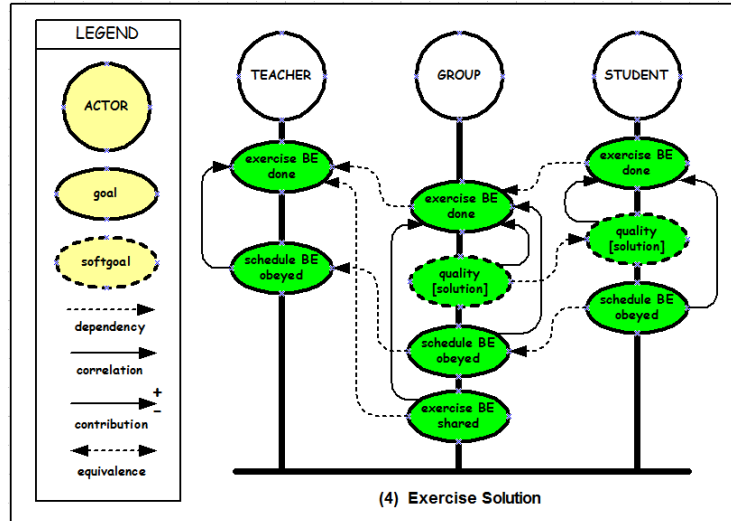 LEGEND
ACTOR
goal
softgoal
dependency
correlation
+
−
contribution
equivalence
TEACHER
exercise BE
done
schedule BE
obeyed
GROUP
exercise BE
done
quality
[solution]
schedule BE
obeyed
exercise BE
shared
STUDENT
exercise BE
done
quality
[solution]
schedule BE
obeyed
(4) Exercise Solution